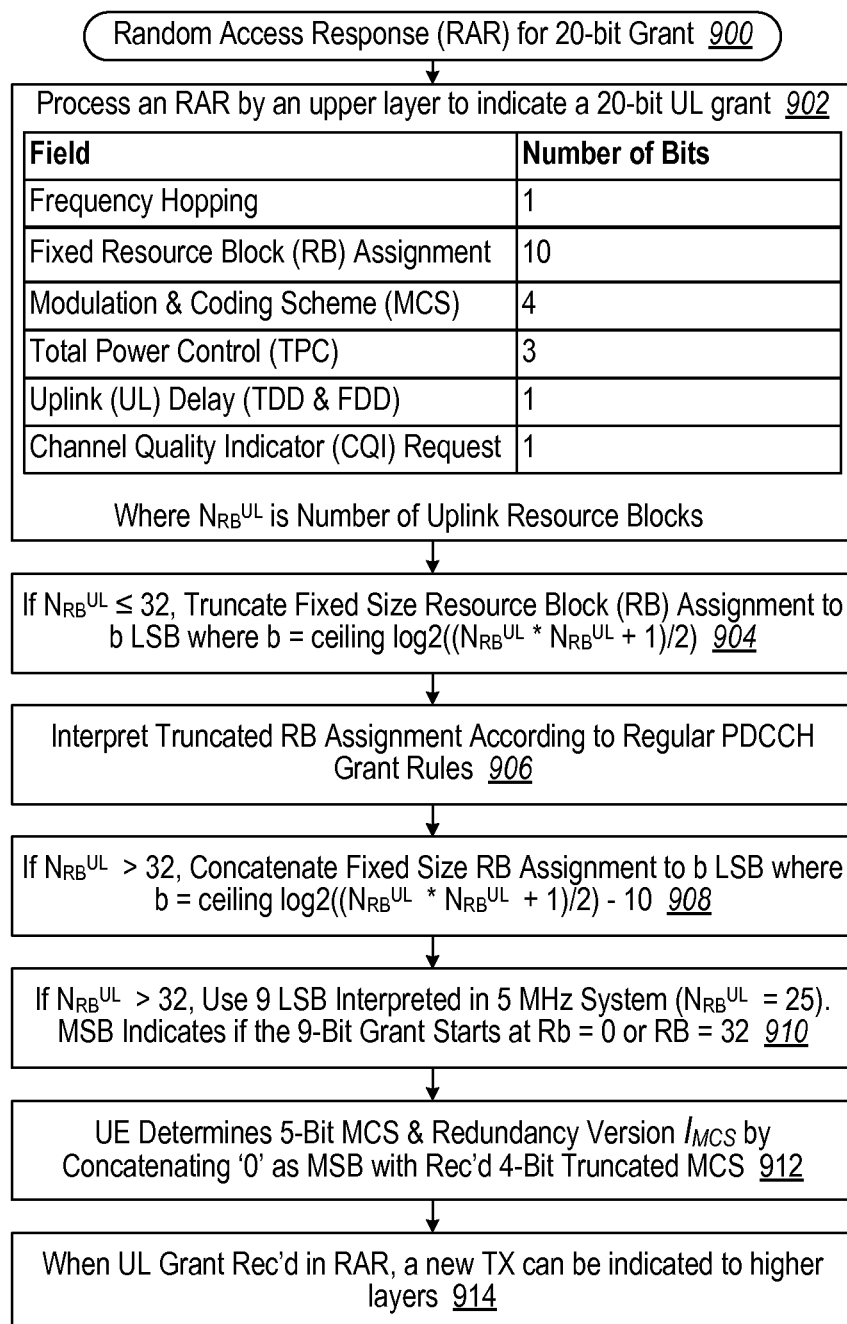 Random Access Response (RAR) for 20-bit Grant 900
Process an RAR by an upper layer to indicate a 20-bit UL grant 902
Field Number of Bits
Frequency Hopping 1
Fixed Resource Block (RB) Assignment 10
Modulation & Coding Scheme (MCS) 4
Total Power Control (TPC) 3
Uplink (UL) Delay (TDD & FDD) 1
Channel Quality Indicator (CQI) Request 1
Where NRBUL is Number of Uplink Resource Blocks
If NRBUL ≤ 32, Truncate Fixed Size Resource Block (RB) Assignment to
b LSB where b = ceiling log2((NRBUL * NRBUL + 1)/2) 904
Interpret Truncated RB Assignment According to Regular PDCCH
Grant Rules 906
If NRBUL > 32, Concatenate Fixed Size RB Assignment to b LSB where
b = ceiling log2((NRBUL * NRBUL + 1)/2) - 10 908
If NRBUL > 32, Use 9 LSB Interpreted in 5 MHz System (NRBUL = 25).
MSB Indicates if the 9-Bit Grant Starts at Rb = 0 or RB = 32 910
UE Determines 5-Bit MCS & Redundancy Version IMCS by
Concatenating ‘0’ as MSB with Rec’d 4-Bit Truncated MCS 912
When UL Grant Rec’d in RAR, a new TX can be indicated to higher
layers 914